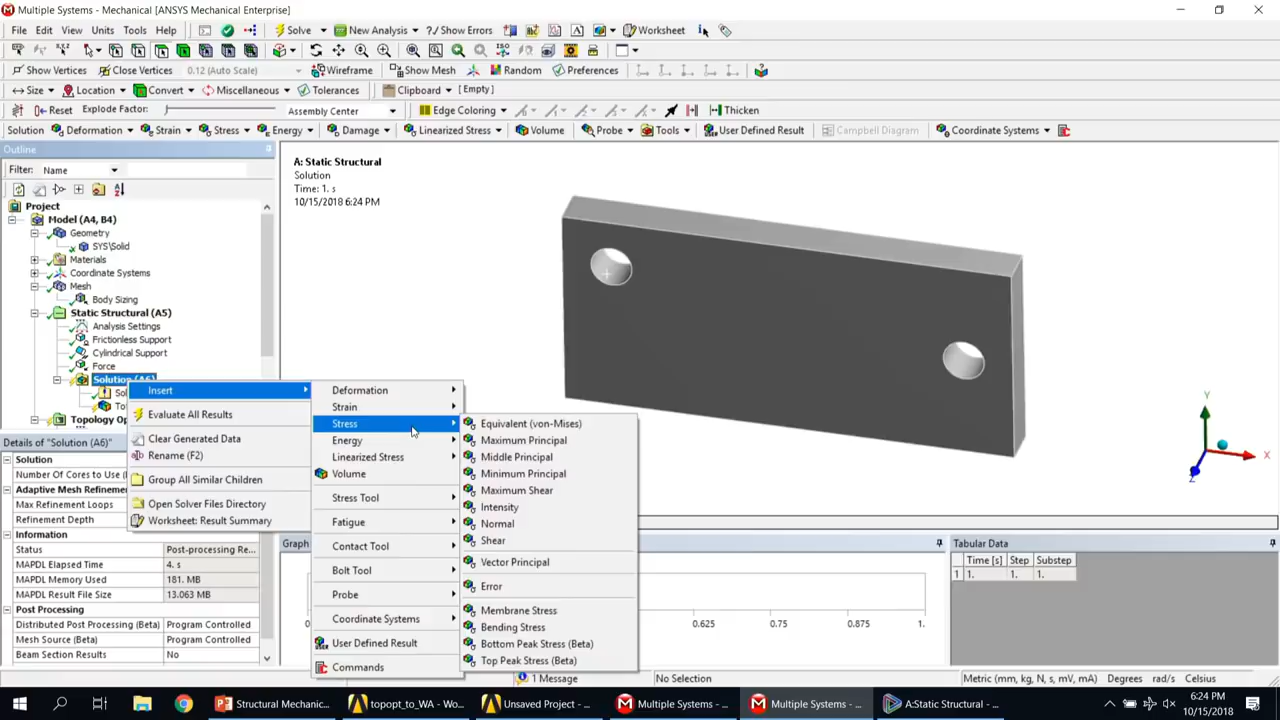 Multiple Systems - Mechanical [ANSYS Mechanical Enterprise]
File Edit View Units Tools Help Solve New Analysis ?/ Show Errors Worksheet
Show Vertices Close Vertices 0.12 (Auto Scale) Wireframe Show Mesh Random Preferences
Size Location Convert Miscellaneous Tolerances Clipboard [ Empty ]
Reset Explode Factor: Assembly Center Edge Coloring Thicken
Solution Deformation Strain Stress Energy Damage Linearized Stress Volume Probe Tools User Defined Result Campbell Diagram Coordinate Systems
Outline
Filter: Name
Project
Model (A4, B4)
Geometry
SYS\Solid
Materials
Coordinate Systems
Mesh
Body Sizing
Static Structural (A5)
Analysis Settings
Frictionless Support
Cylindrical Support
Force
Solution (A6)
Topology Op
A: Static Structural
Solution
Time: 1. s
10/15/2018 6:24 PM
Insert
Evaluate All Results
Clear Generated Data
Rename (F2)
Group All Similar Children
Open Solver Files Directory
Worksheet: Result Summary
Deformation
Strain
Stress
Energy
Linearized Stress
Volume
Stress Tool
Fatigue
Contact Tool
Bolt Tool
Probe
Coordinate Systems
User Defined Result
Commands
Equivalent (von-Mises)
Maximum Principal
Middle Principal
Minimum Principal
Maximum Shear
Intensity
Normal
Shear
Vector Principal
Error
Membrane Stress
Bending Stress
Bottom Peak Stress (Beta)
Top Peak Stress (Beta)
Y
X
Z
Details of "Solution (A6)"
Solution
Number Of Cores to Use (
Adaptive Mesh Refinem
Max Refinement Loops
Refinement Depth
Information
Status Post-processing Re...
MAPDL Elapsed Time 4. s
MAPDL Memory Used 181. MB
MAPDL Result File Size 13.063 MB
Post Processing
Distributed Post Processing (Beta) Program Controlled
Mesh Source (Beta) Program Controlled
Beam Section Results No
Graph
0.625 0.75 0.875 1.
Tabular Data
Time [s] Step Substep
1 1. 1. 1.
1 Message No Selection Metric (mm, kg, N, s, mV, mA) Degrees rad/s Celsius
Structural Mechanic... topopt_to_WA - Wo... Unsaved Project - ... Multiple Systems - ... Multiple Systems - ... A:Static Structural - ...
6:24 PM
10/15/2018